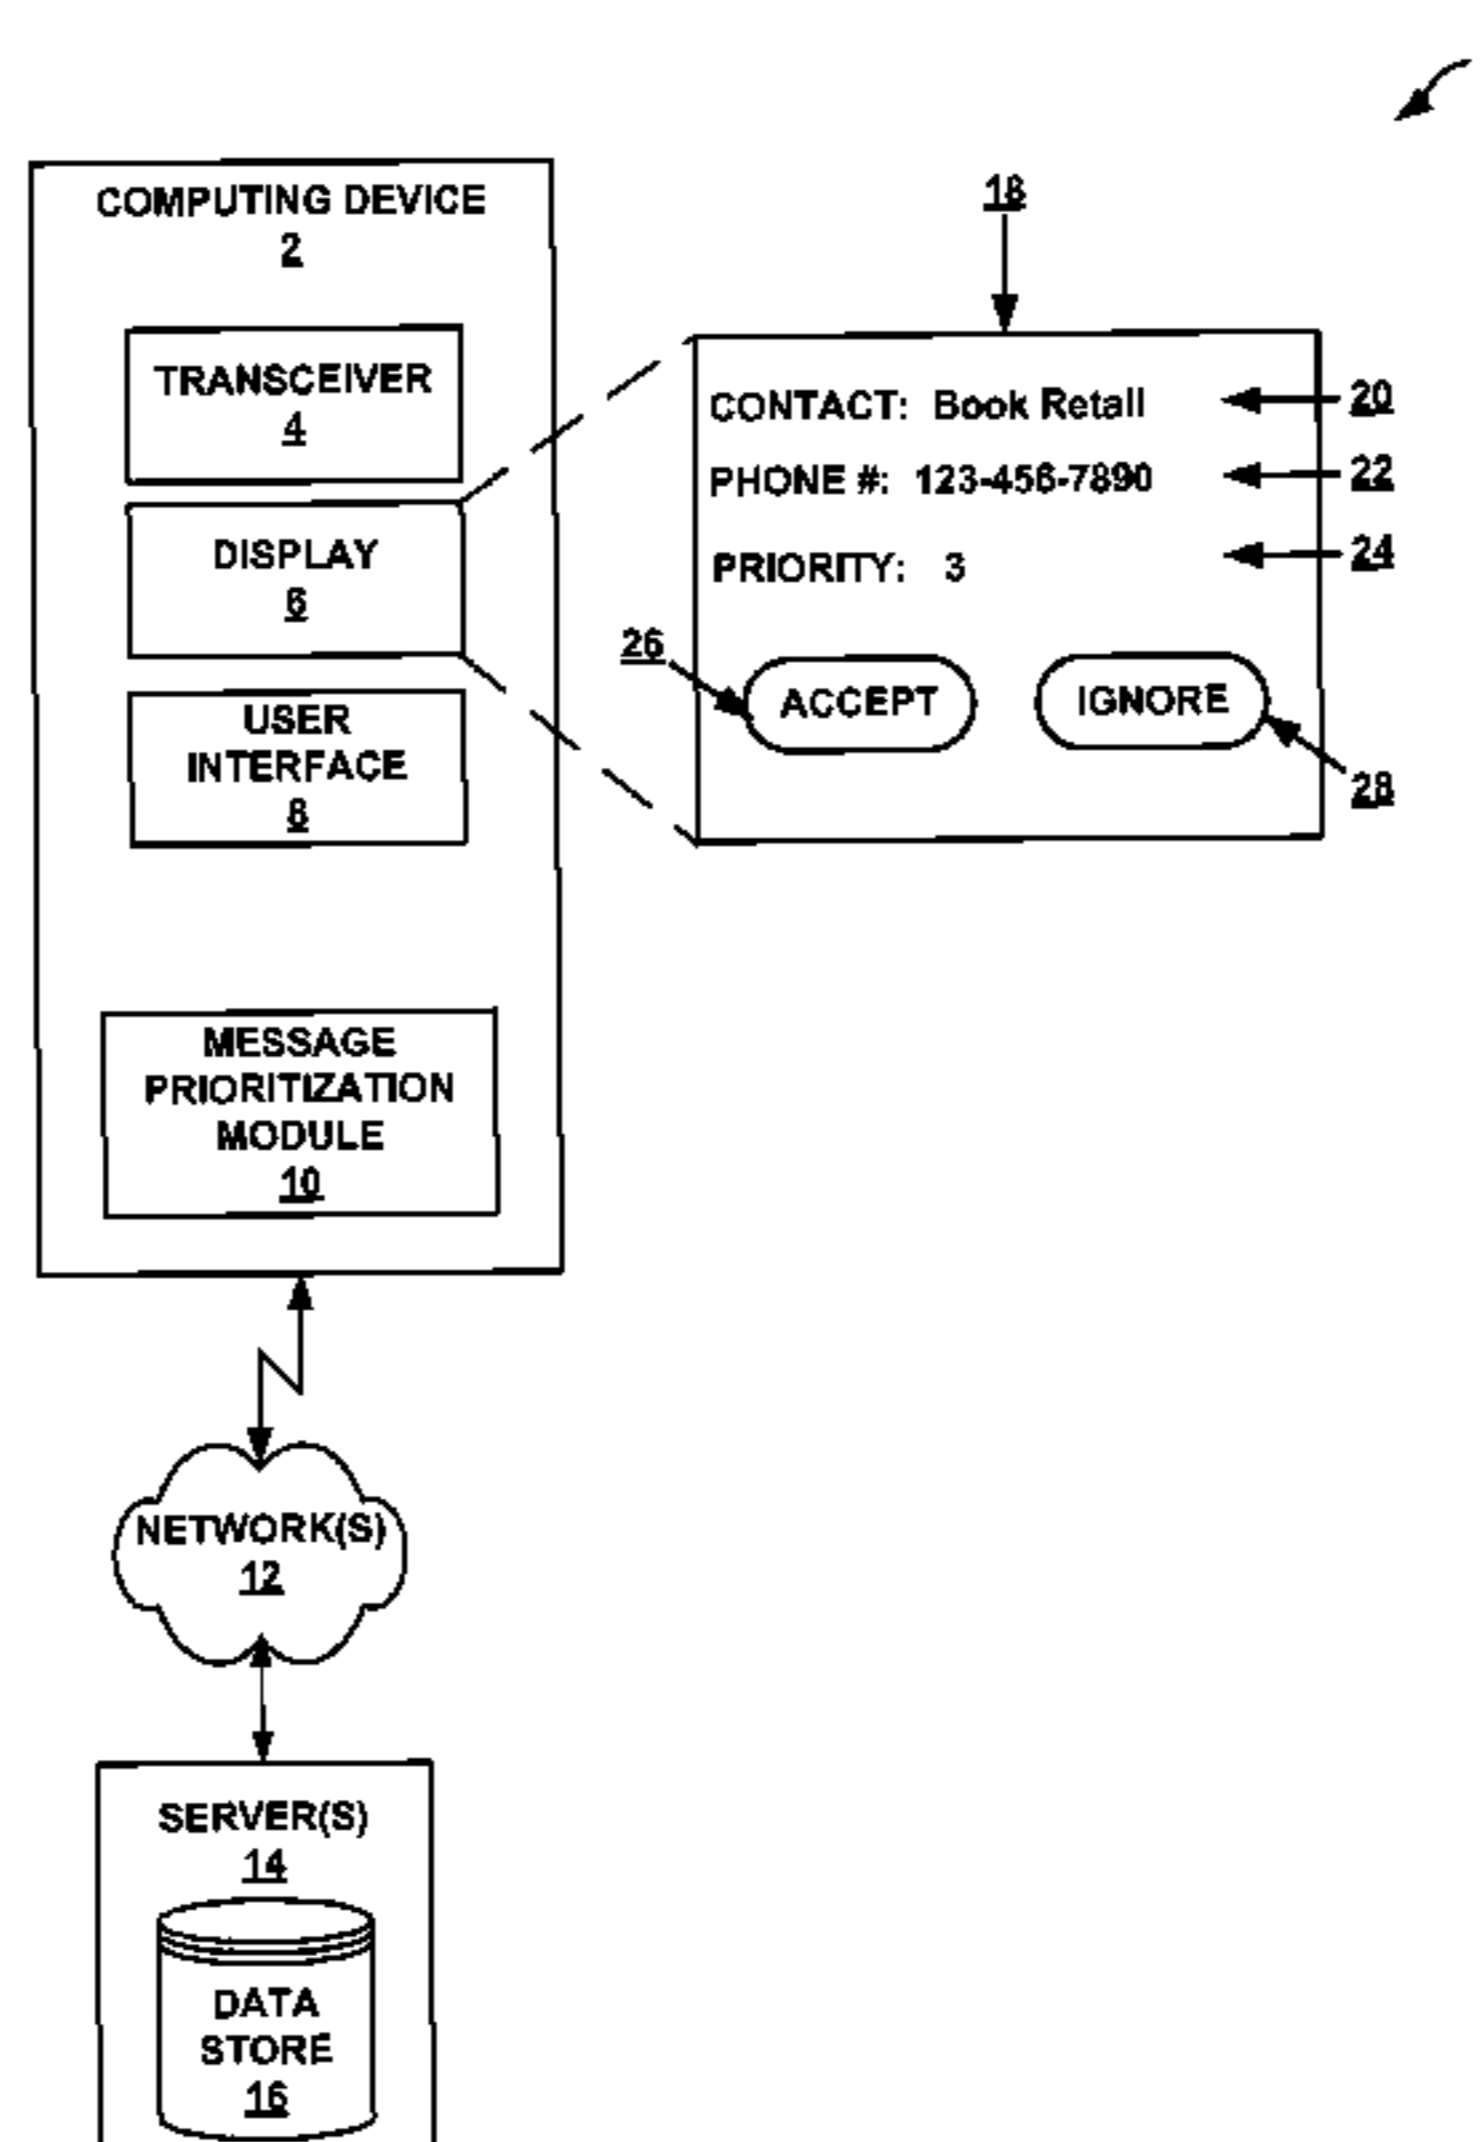 COMPUTING DEVICE
2
TRANSCEIVER
4
DISPLAY
6
USER
INTERFACE
8
MESSAGE
PRIORITIZATION
MODULE
10
NETWORK(S)
12
SERVER(S)
14
DATA
STORE
16
18
CONTACT: Book Retail
20
PHONE #: 123-456-7890
22
PRIORITY: 3
24
26
ACCEPT
IGNORE
28